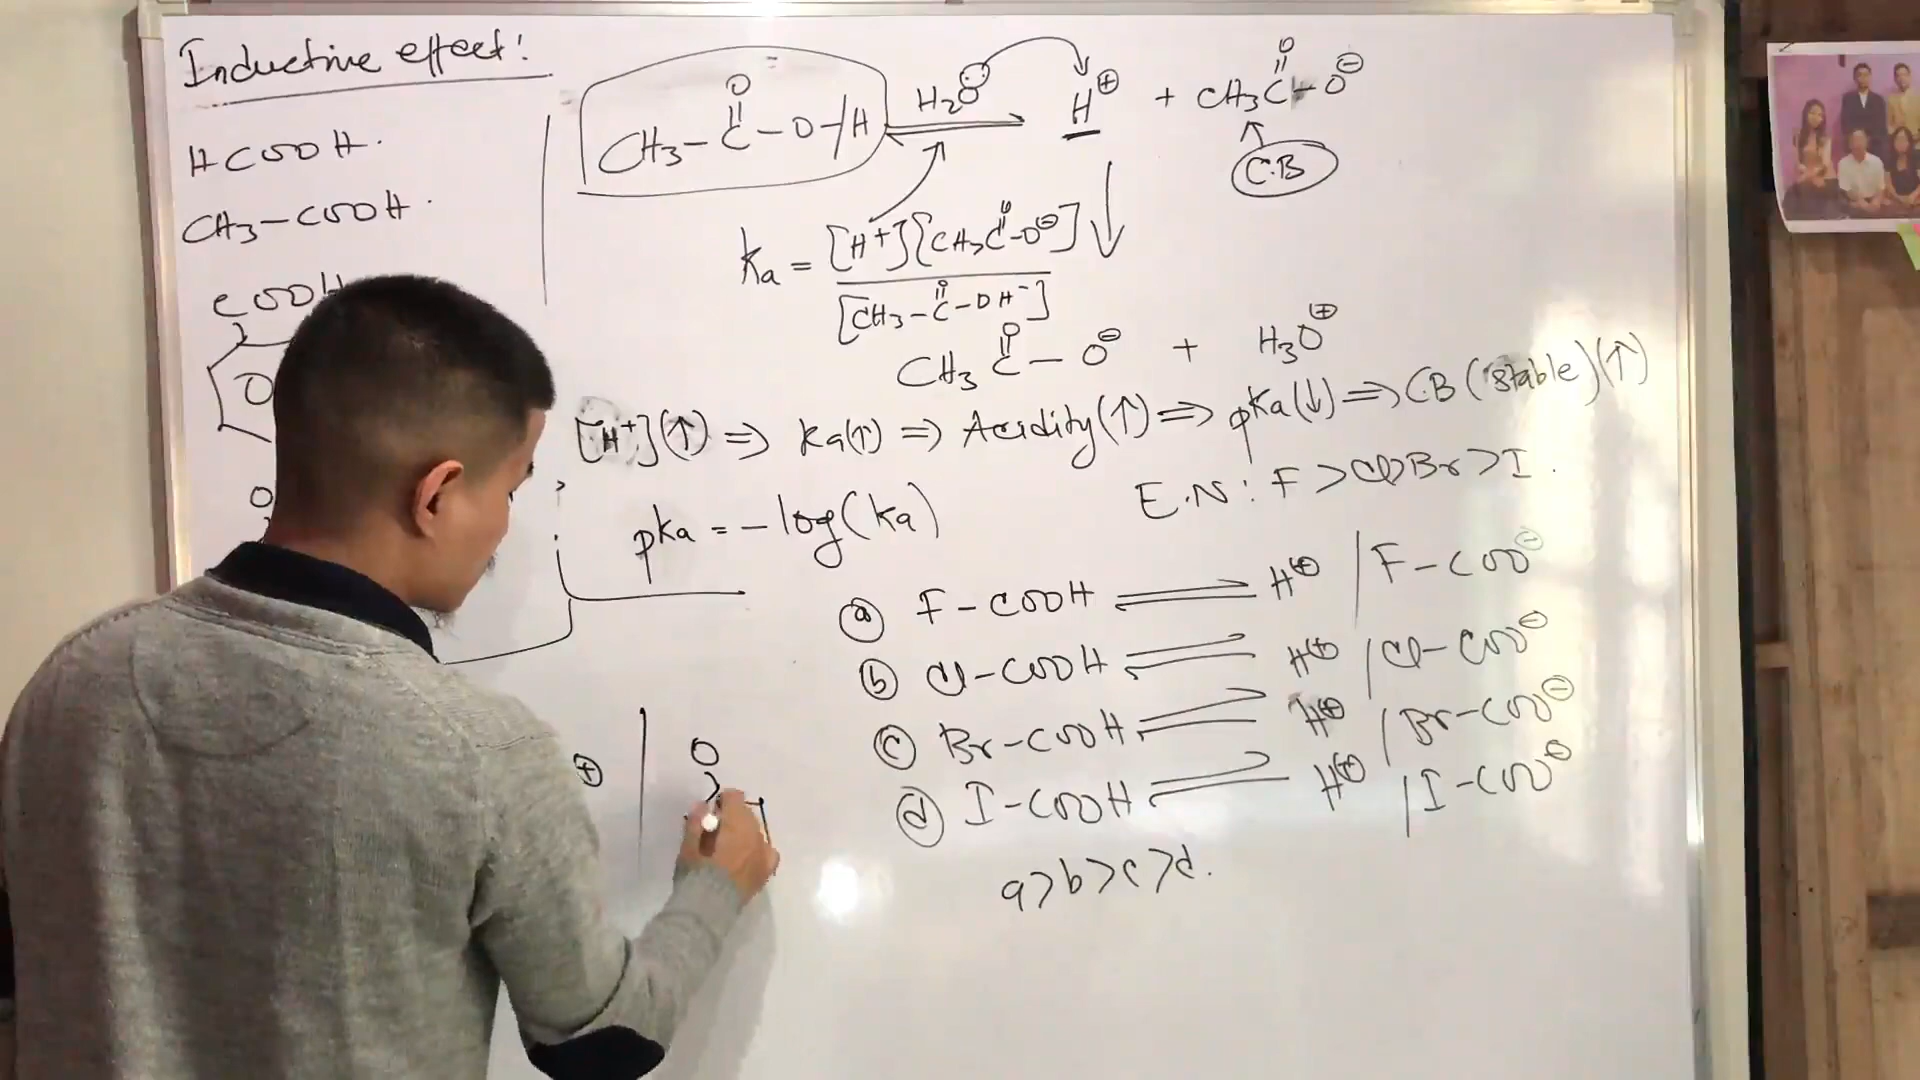 Inductive effect!
HCOOH.
CH3-COOH.
COOH
O
O
CH3-C-O-H
H2O
H⊕ + CH3C-O⊖
O
C.B
Ka = [H+][CH3C-O⊖]
[CH3-C-OH]
O
CH3 C - O⊖ + H3O⊕
[H+](↑) ⇒ Ka(↑) ⇒ Acidity(↑) ⇒ pKa(↓) ⇒ C.B (stable)(↑)
pKa = -log(Ka)
E.N: F > Cl > Br > I.
ⓐ F-COOH ⇌ H⊕ | F-COO⊖
ⓑ Cl-COOH ⇌ H⊕ | Cl-COO⊖
ⓒ Br-COOH ⇌ H⊕ | Br-COO⊖
ⓓ I-COOH ⇌ H⊕ | I-COO⊖
a>b>c>d.
⊕ | O